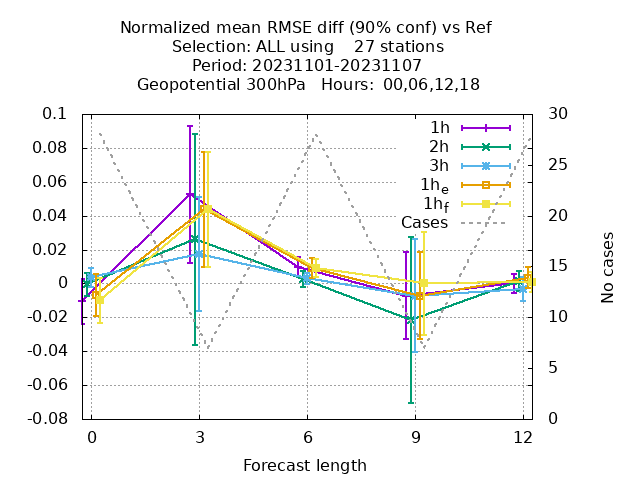 Normalized mean RMSE diff (90% conf) vs Ref
Selection: ALL using    27 stations
Period: 20231101-20231107
Geopotential 300hPa   Hours:  00,06,12,18
0.1
0.08
0.06
0.04
0.02
0
-0.02
-0.04
-0.06
-0.08
30
25
20
15
10
5
0
1h
2h
3h
1he
1hf
Cases
No cases
0
3
6
9
12
Forecast length